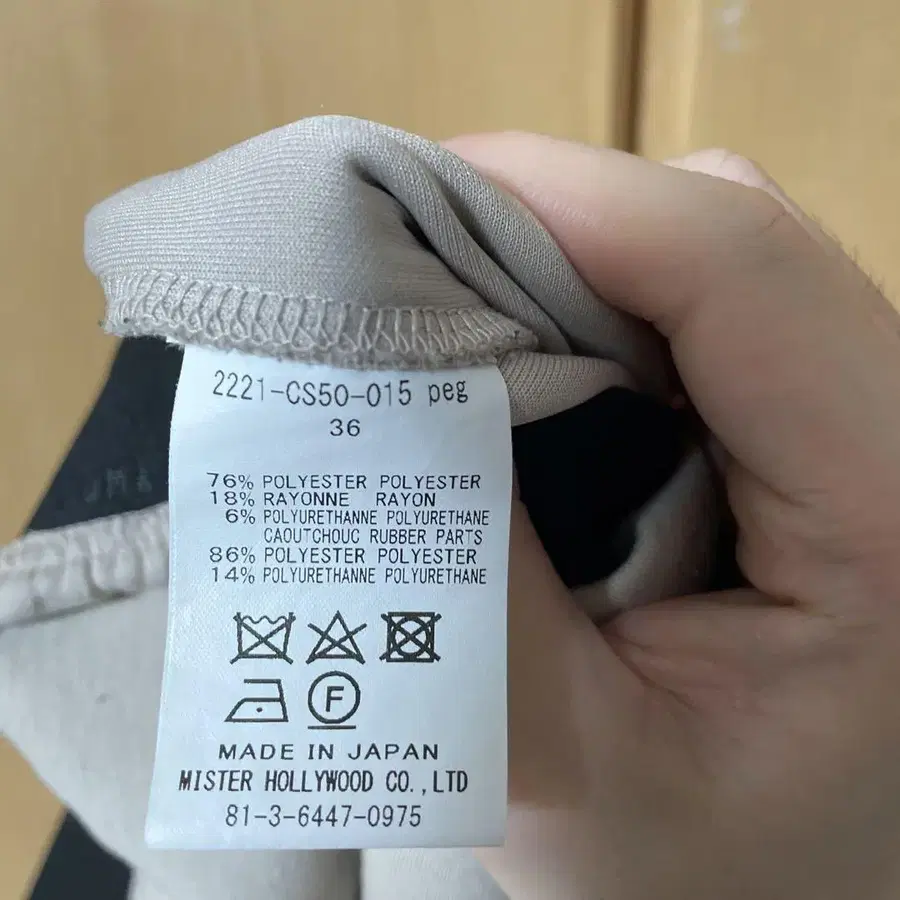 2221-CS50-015 peg
36
76% POLYESTER POLYESTER
18% RAYONNE RAYON
6% POLYURETHANNE POLYURETHANE
CAOUTCHOUC RUBBER PARTS
86% POLYESTER POLYESTER
14% POLYURETHANNE POLYURETHANE
F
MADE IN JAPAN
MISTER HOLLYWOOD CO.,LTD
81-3-6447-0975